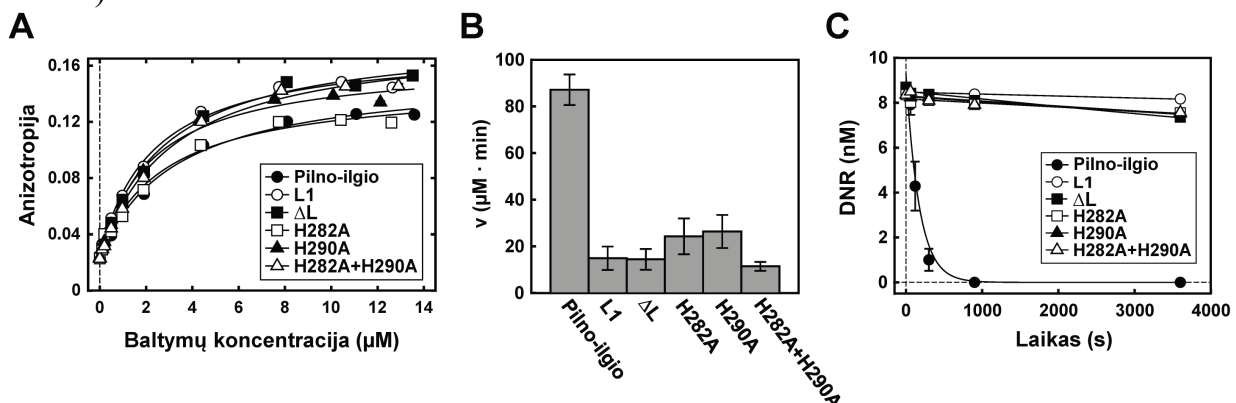 A
Anizotropija
0.16
0.12
0.08
0.04
0
0 2 4 6 8 10 12 14
Baltymų koncentracija (µM)
Pilno-ilgio
L1
ΔL
H282A
H290A
H282A+H290A
B
v (µM · min)
100
80
60
40
20
0
Pilno-ilgio
L1
ΔL
H282A
H290A
H282A+H290A
C
DNR (nM)
10
8
6
4
2
0
0 1000 2000 3000 4000
Laikas (s)
Pilno-ilgio
L1
ΔL
H282A
H290A
H282A+H290A